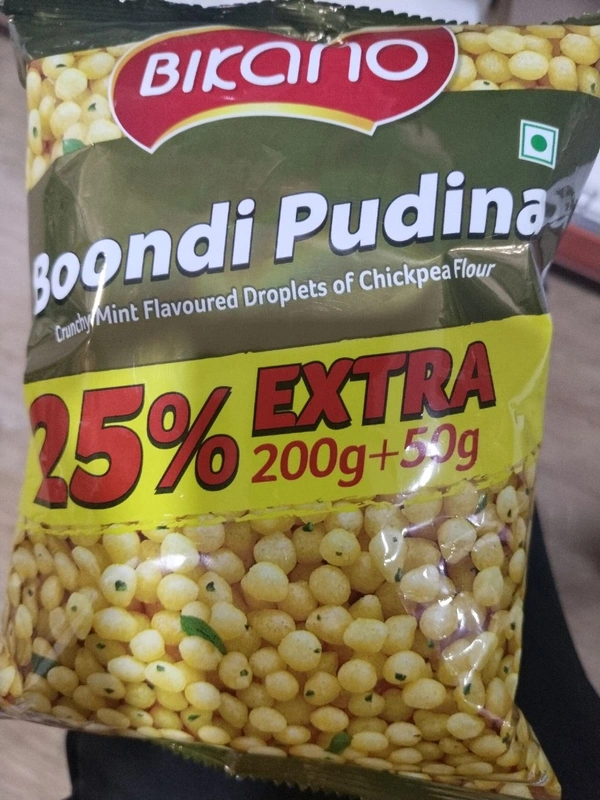 BIKANO
Boondi Pudina
Crunchy Mint Flavoured Droplets of Chickpea Flour
25% EXTRA
200g+50g